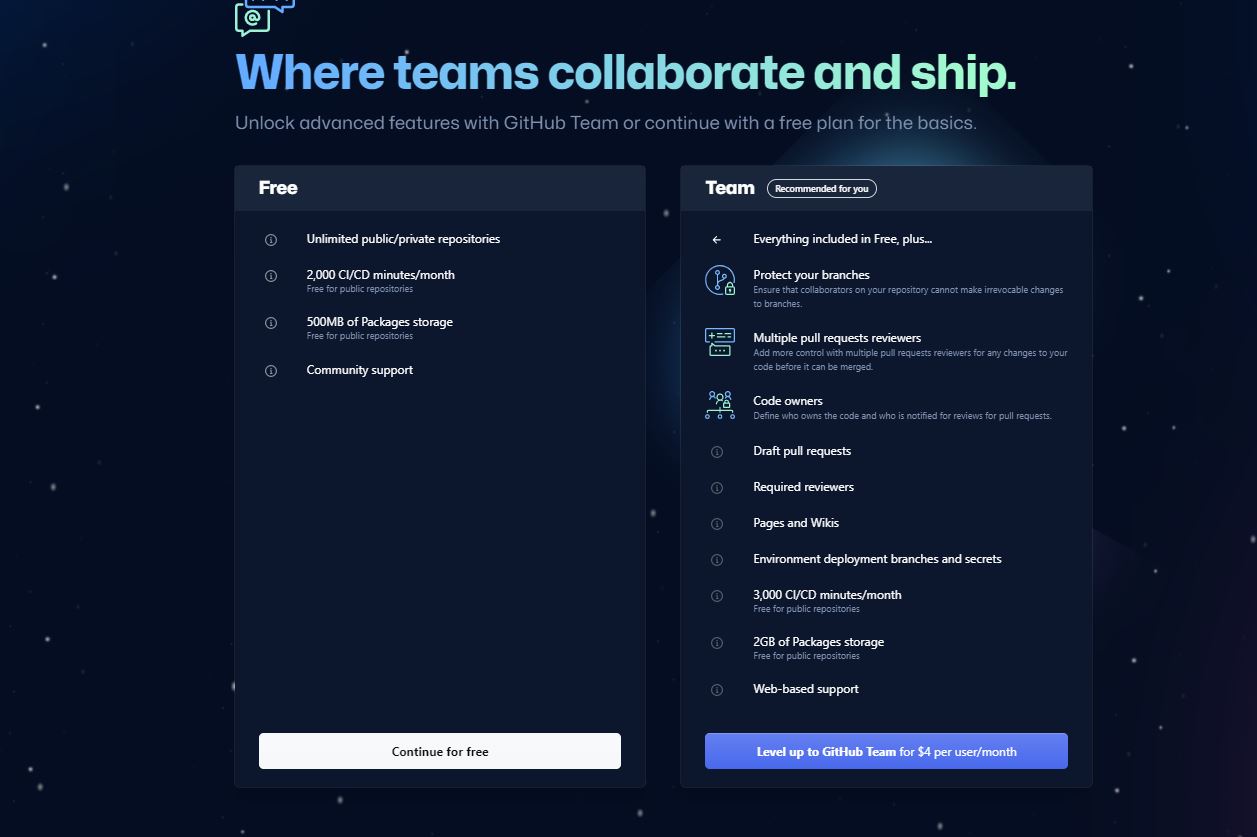 Where teams collaborate and ship.
Unlock advanced features with GitHub Team or continue with a free plan for the basics.
Free
Unlimited public/private repositories
2,000 CI/CD minutes/month
Free for public repositories
500MB of Packages storage
Free for public repositories
Community support
Continue for free
Team
Recommended for you
Everything included in Free, plus...
Protect your branches
Ensure that collaborators on your repository cannot make irrevocable changes
to branches.
Multiple pull requests reviewers
Add more control with multiple pull requests reviewers for any changes to your
code before it can be merged.
Code owners
Define who owns the code and who is notified for reviews for pull requests.
Draft pull requests
Required reviewers
Pages and Wikis
Environment deployment branches and secrets
3,000 CI/CD minutes/month
Free for public repositories
2GB of Packages storage
Free for public repositories
Web-based support
Level up to GitHub Team for $4 per user/month